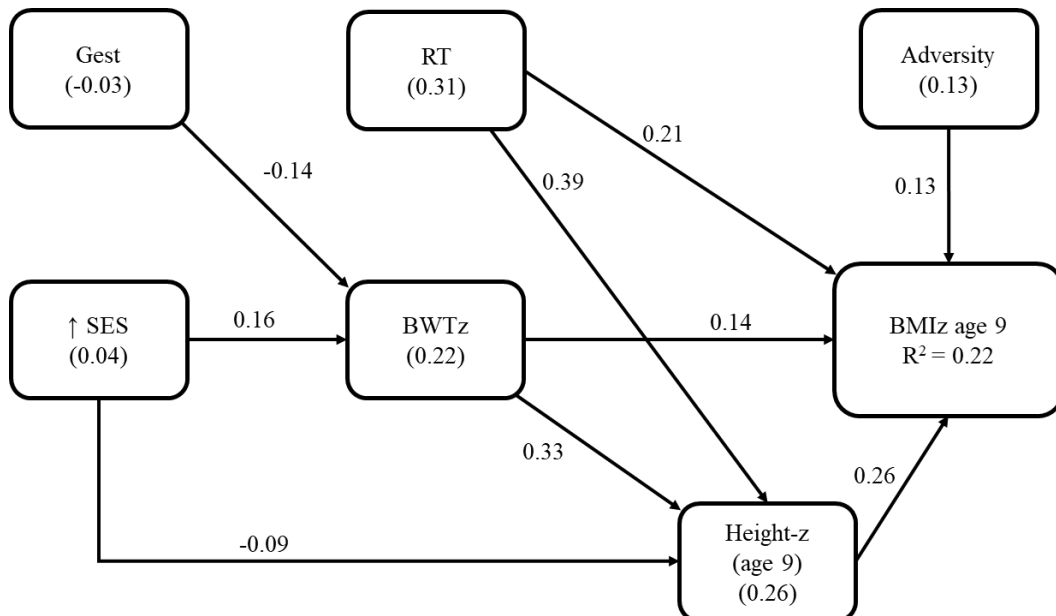 Gest
(-0.03)
RT
(0.31)
Adversity
(0.13)
0.21
-0.14
0.39
0.13
↑ SES
(0.04)
0.16
BWTz
(0.22)
0.14
BMIz age 9
R² = 0.22
0.33
0.26
-0.09
Height-z
(age 9)
(0.26)